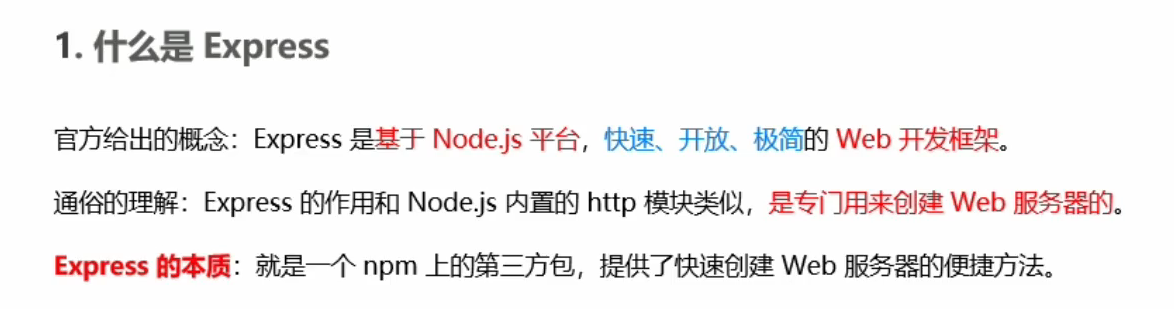 1. 什么是 Express
官方给出的概念：Express 是基于 Node.js 平台，快速、开放、极简的 Web 开发框架。
通俗的理解：Express 的作用和 Node.js 内置的 http 模块类似，是专门用来创建 Web 服务器的。
Express 的本质：就是一个 npm 上的第三方包，提供了快速创建 Web 服务器的便捷方法。